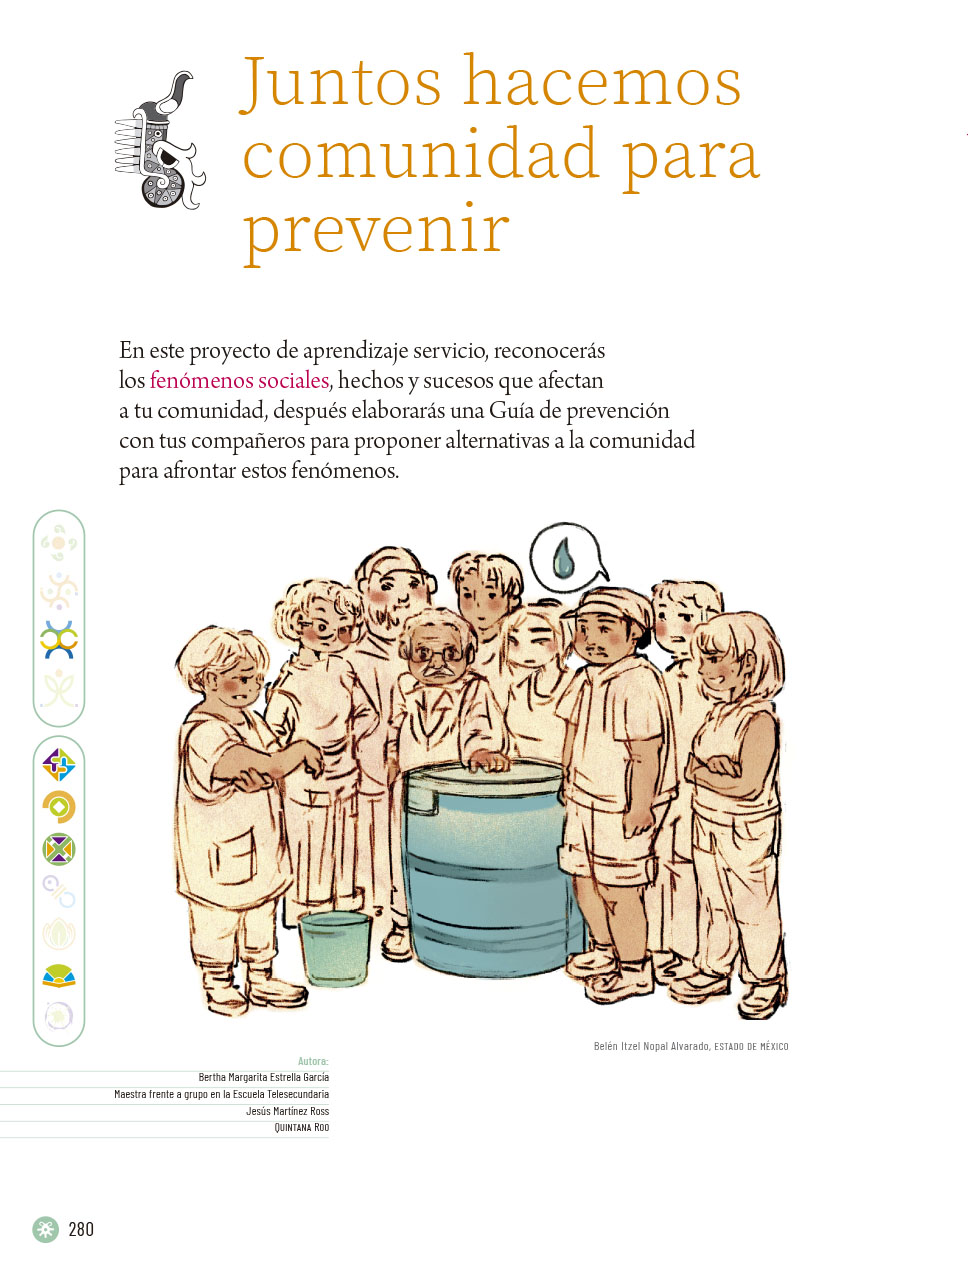 Juntos hacemos
comunidad para
prevenir
En este proyecto de aprendizaje servicio, reconocerás
los fenómenos sociales, hechos y sucesos que afectan
a tu comunidad, después elaborarás una Guía de prevención
con tus compañeros para proponer alternativas a la comunidad
para afrontar estos fenómenos.
Belén Itzel Nopal Alvarado, ESTADO DE MÉXICO
Autora:
Bertha Margarita Estrella García
Maestra frente a grupo en la Escuela Telesecundaria
Jesús Martínez Ross
QUINTANA ROO
280